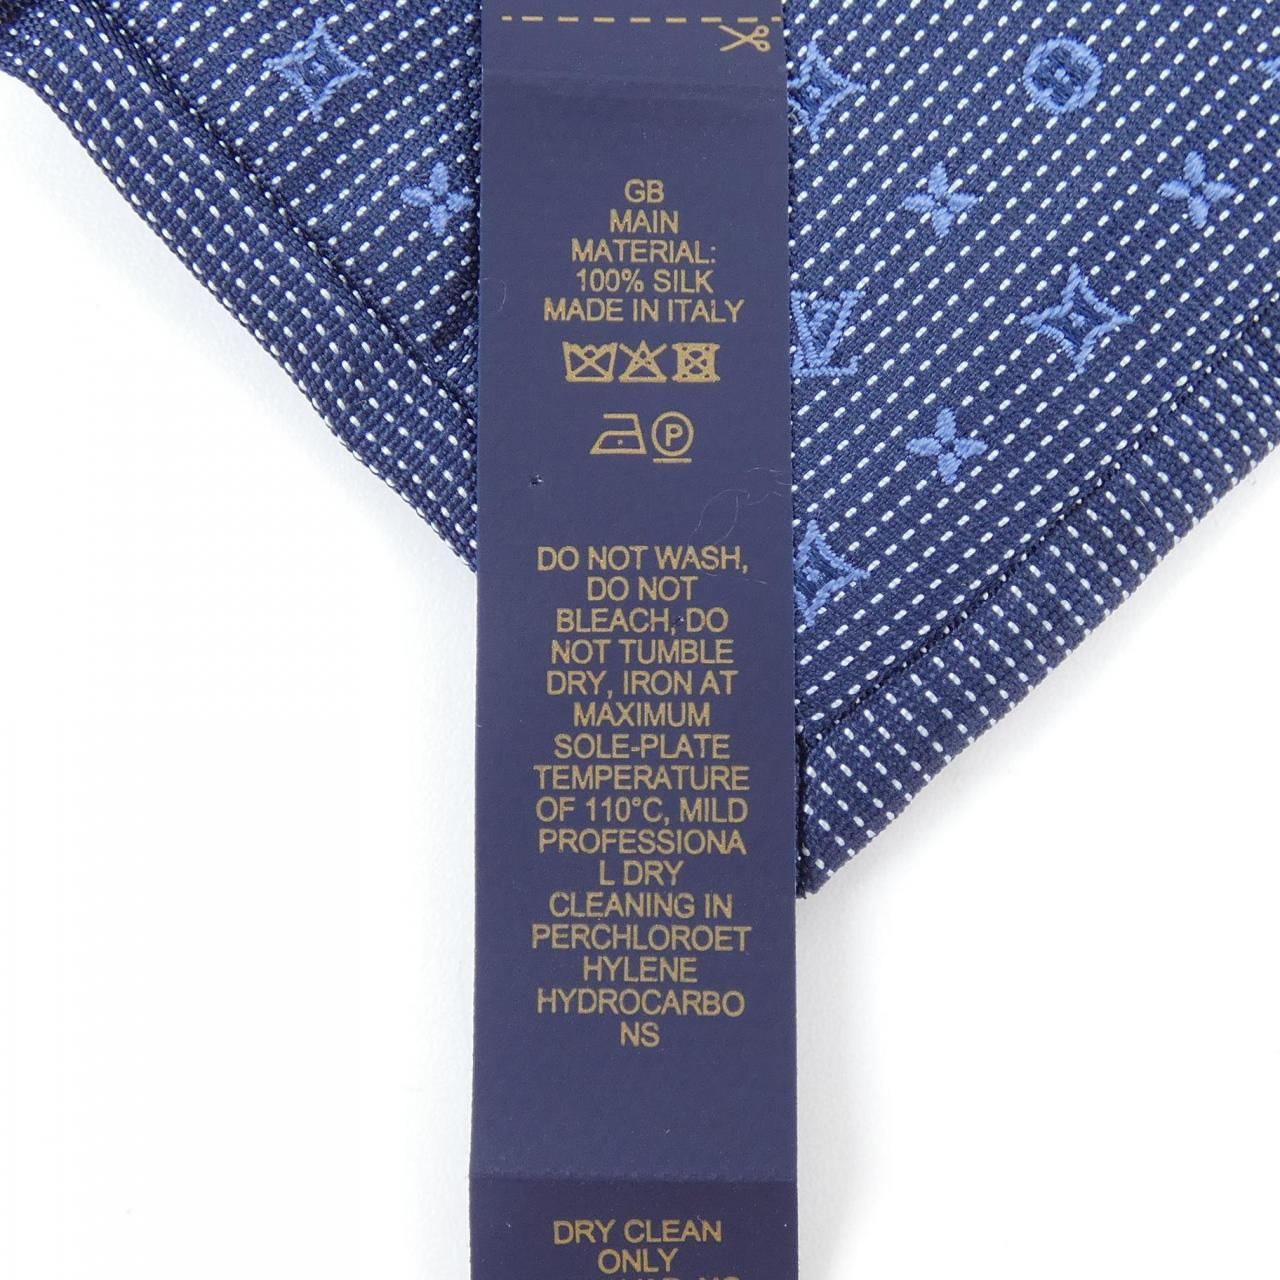 GB
MAIN
MATERIAL:
100% SILK
MADE IN ITALY
P
DO NOT WASH,
DO NOT
BLEACH, DO
NOT TUMBLE
DRY, IRON AT
MAXIMUM
SOLE-PLATE
TEMPERATURE
OF 110°C, MILD
PROFESSIONA
L DRY
CLEANING IN
PERCHLOROET
HYLENE
HYDROCARBO
NS
DRY CLEAN
ONLY
LV